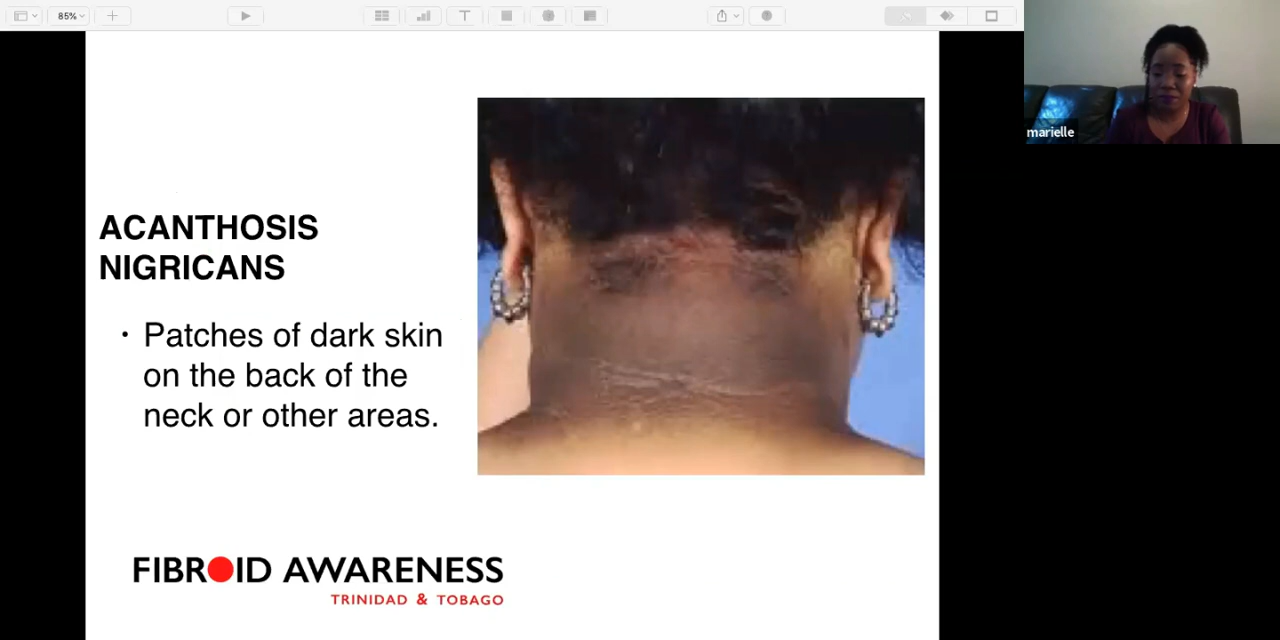 85%
marielle
ACANTHOSIS
NIGRICANS
• Patches of dark skin
on the back of the
neck or other areas.
FIBROID AWARENESS
TRINIDAD & TOBAGO